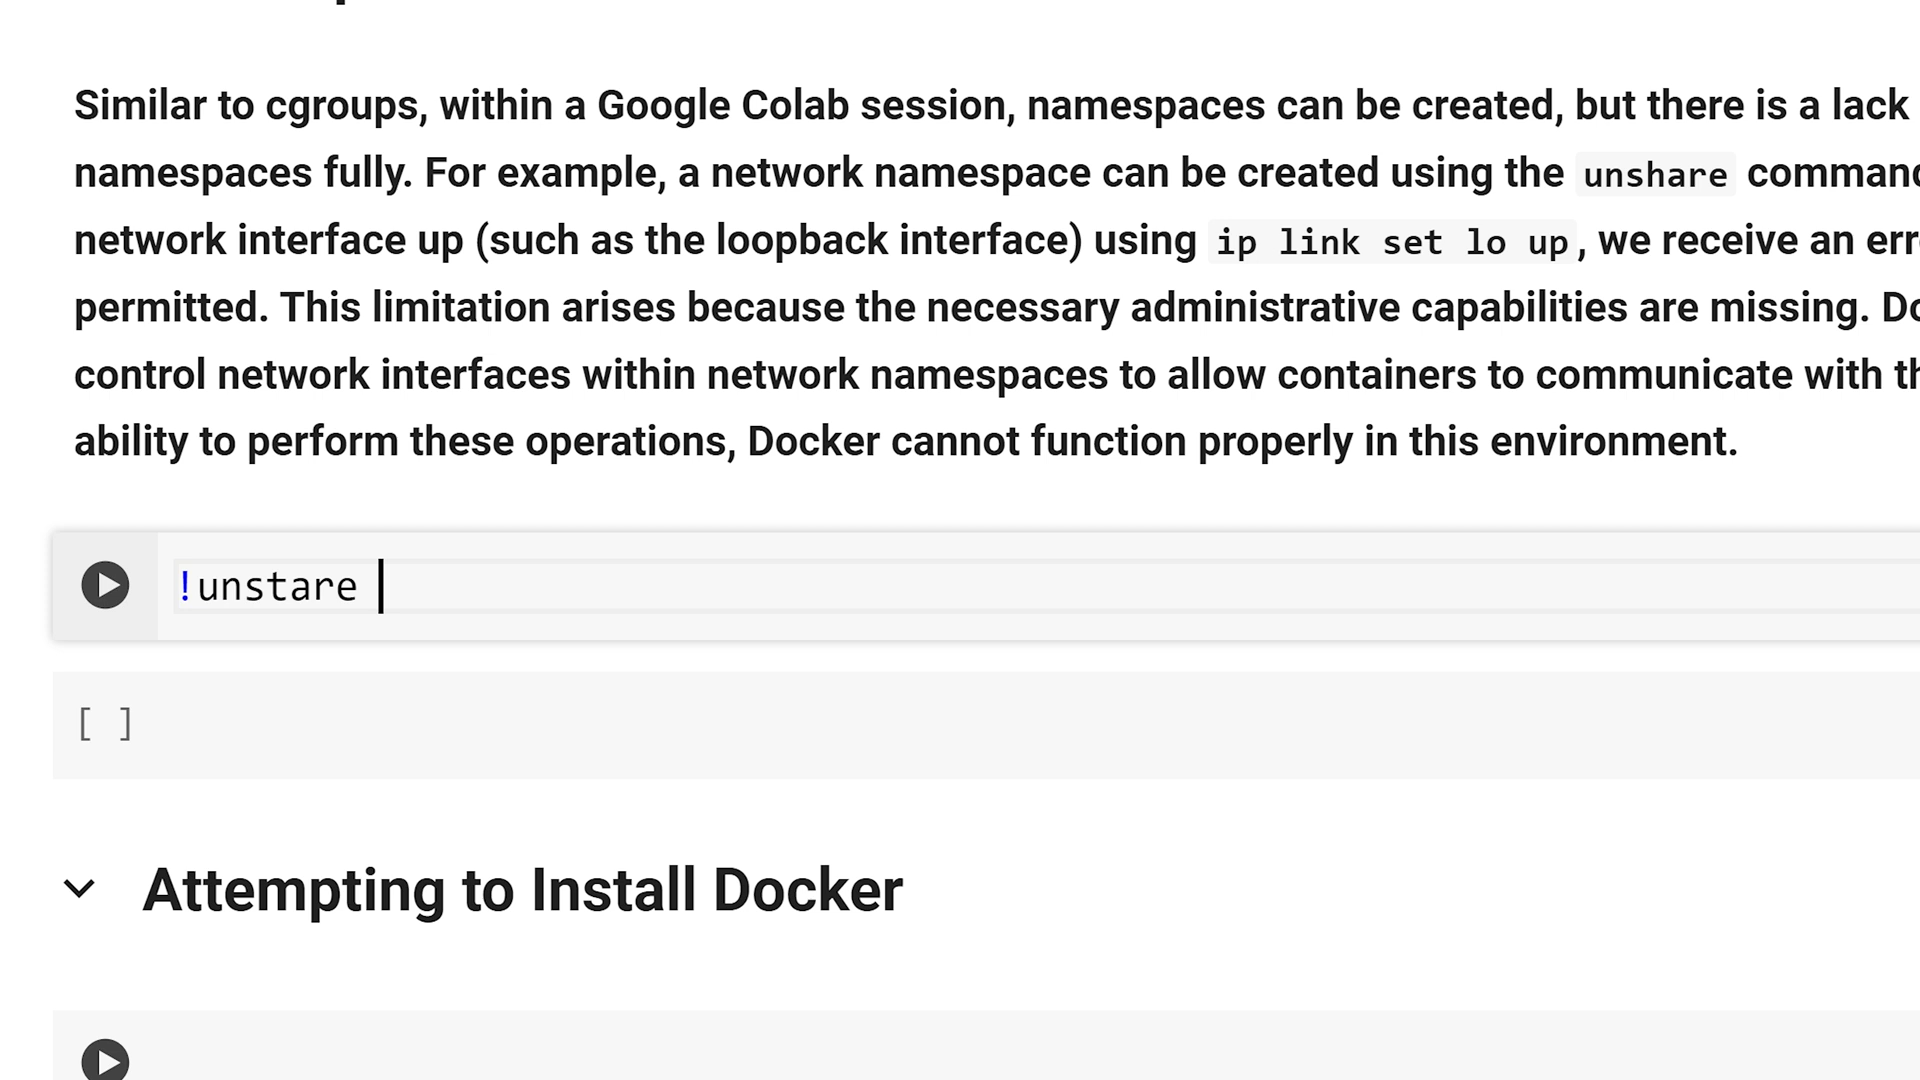 Similar to cgroups, within a Google Colab session, namespaces can be created, but there is a lack
namespaces fully. For example, a network namespace can be created using the unshare
network interface up (such as the loopback interface) using ip link set lo up, we receive an
permitted. This limitation arises because the necessary administrative capabilities are missing.
control network interfaces within network namespaces to allow containers to communicate with
ability to perform these operations, Docker cannot function properly in this environment.
!unstare
[ ]
Attempting to Install Docker